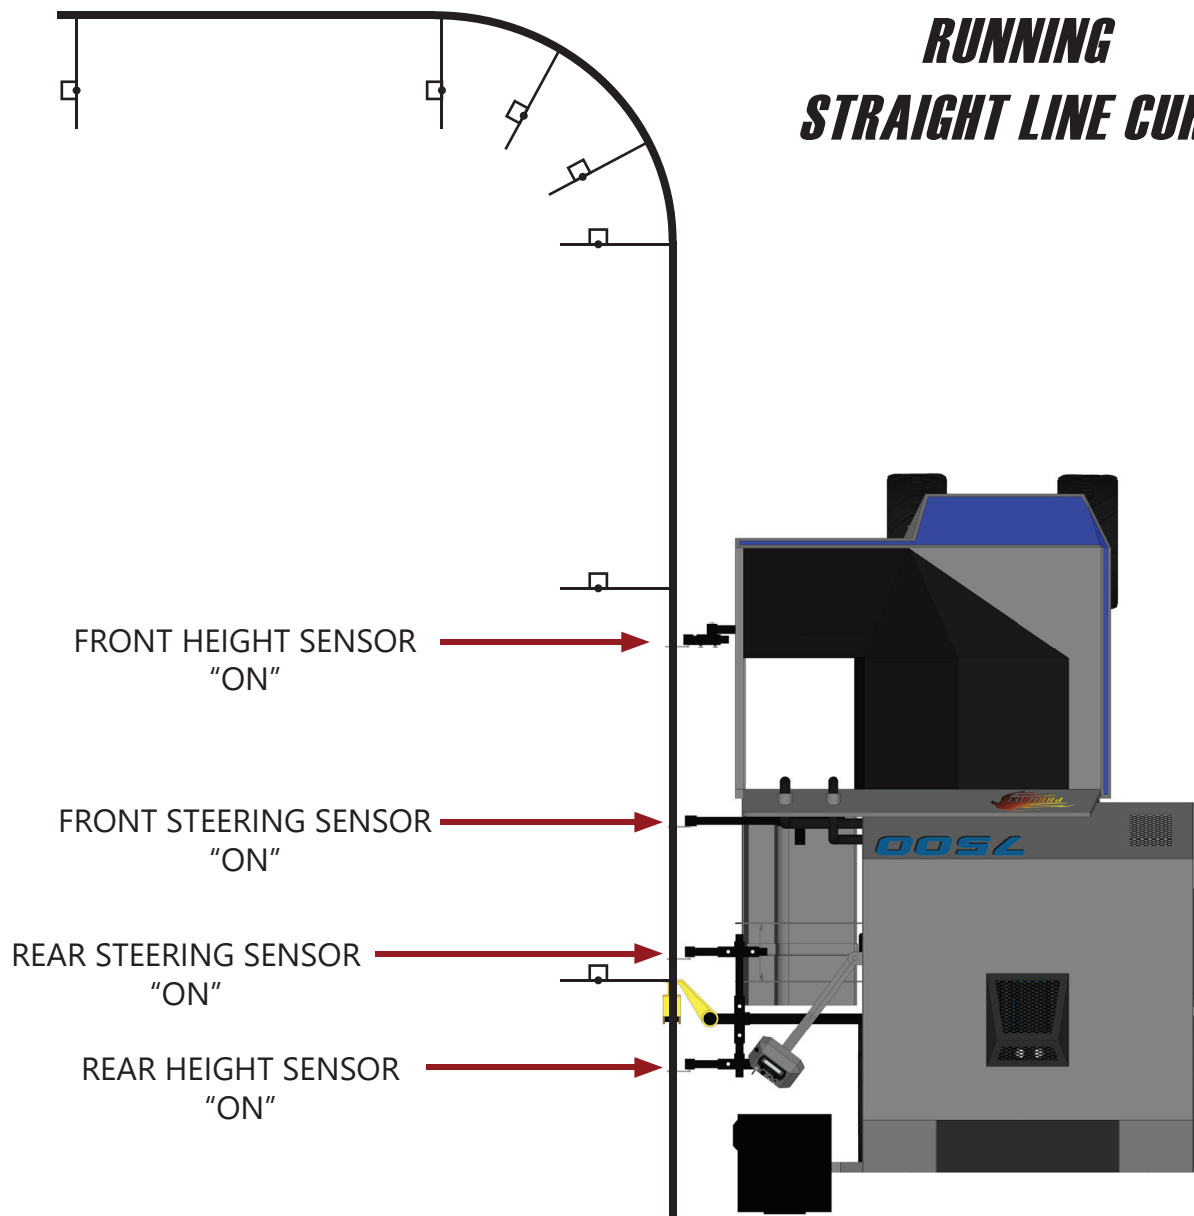 RUNNING
STRAIGHT LINE CUR
FRONT HEIGHT SENSOR
“ON”
FRONT STEERING SENSOR
“ON”
7500
REAR STEERING SENSOR
“ON”
REAR HEIGHT SENSOR
“ON”